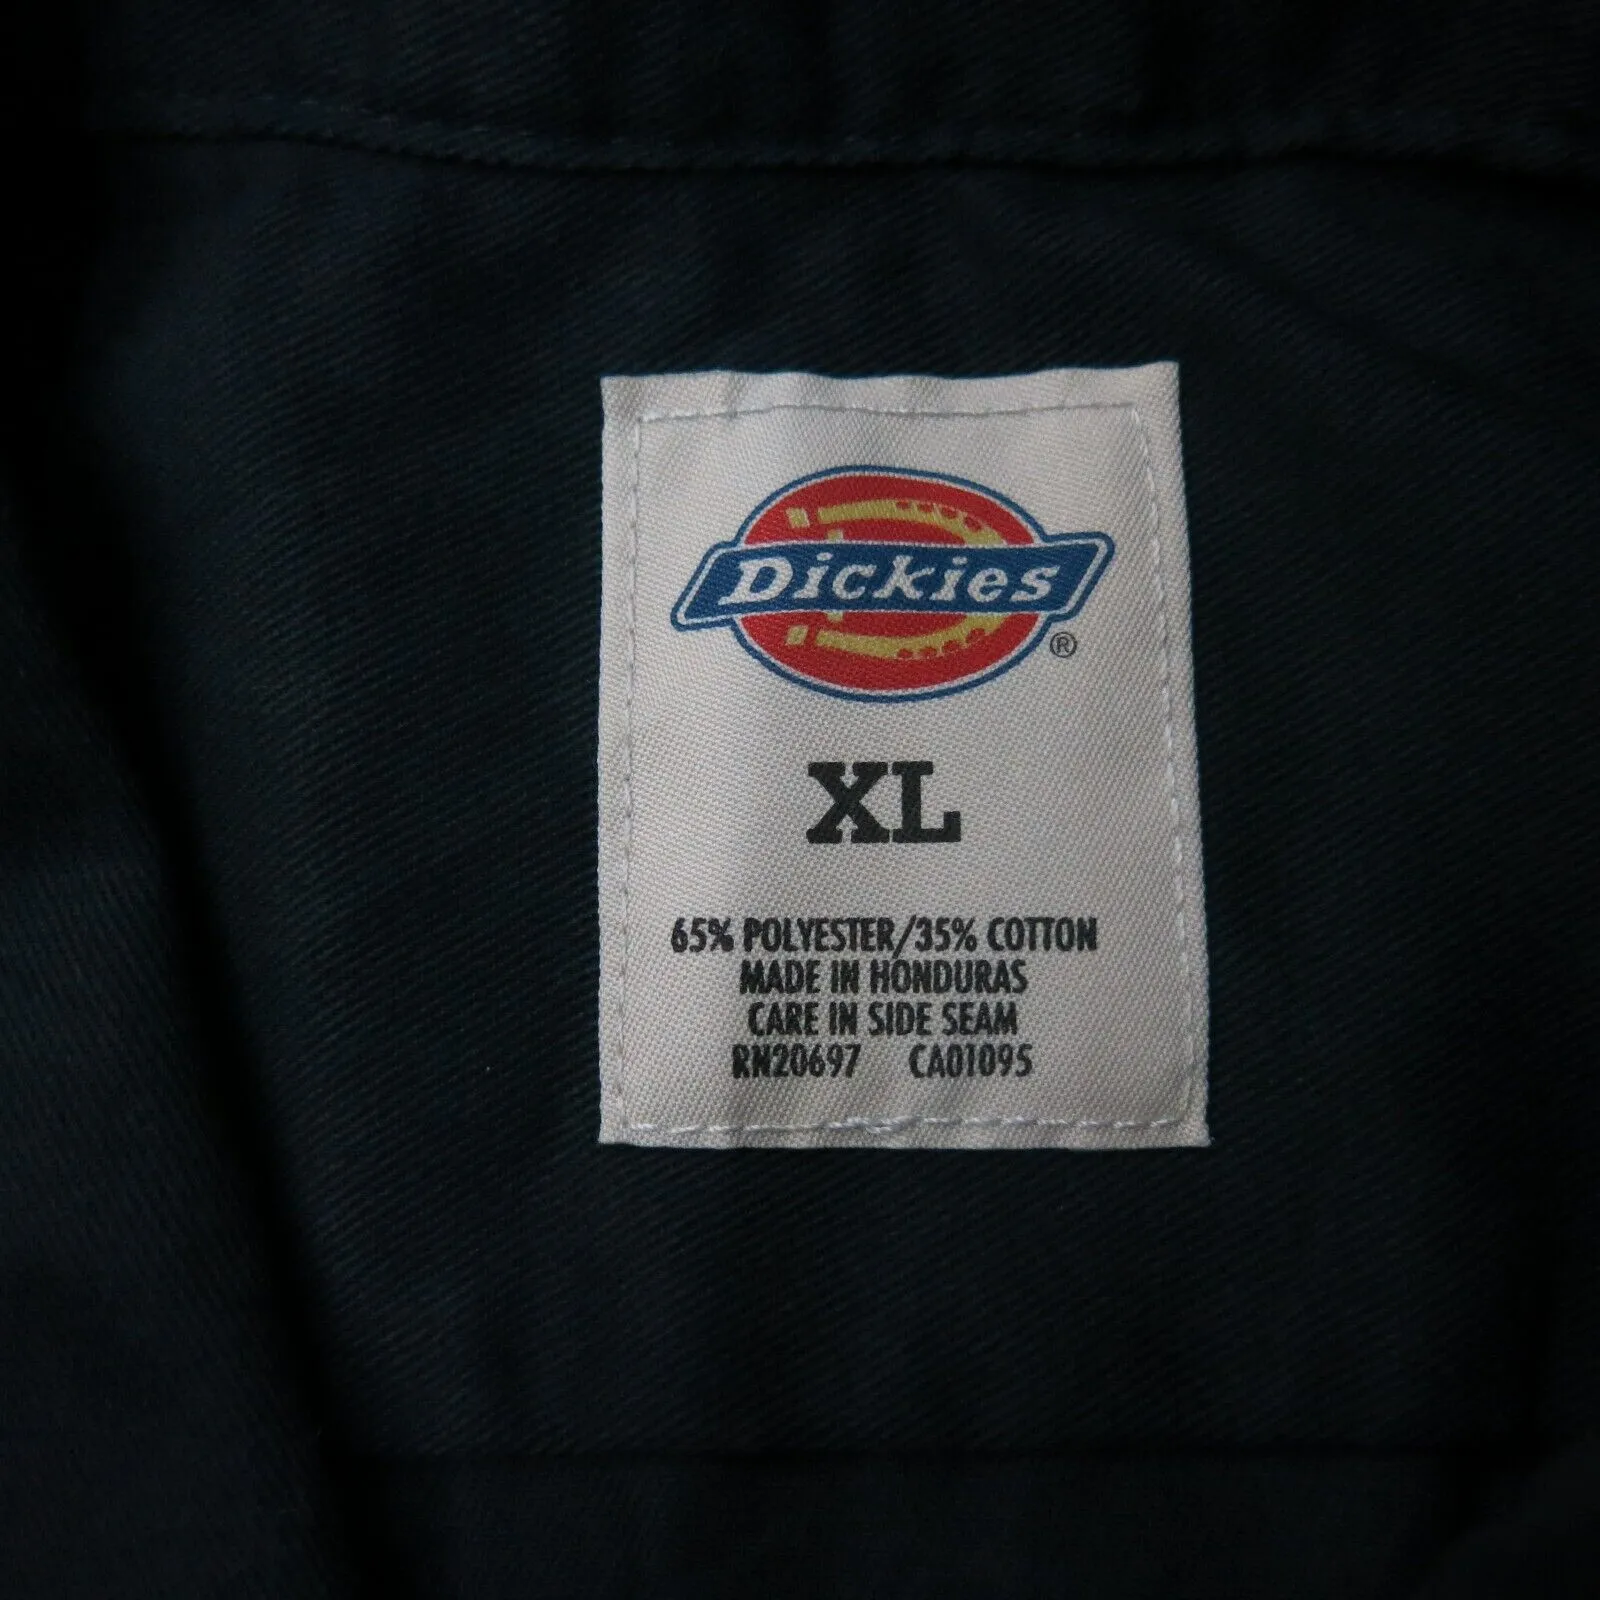 Dickies
®
XL
65% POLYESTER/35% COTTON
MADE IN HONDURAS
CARE IN SIDE SEAM
RN20697 CA01095